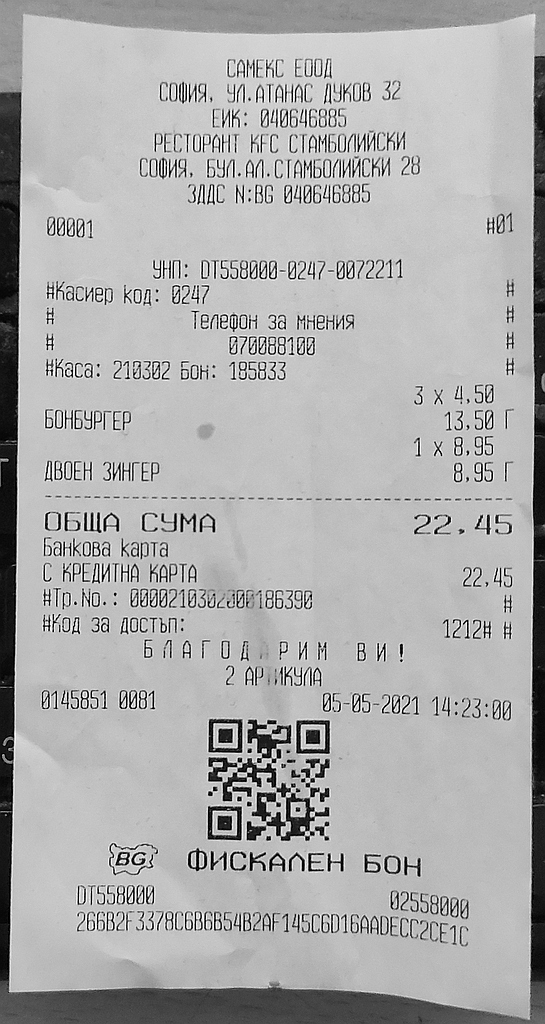 САМЕКС ЕООД
СОФИЯ, УЛ.АТАНАС ДУКОВ 32
ЕИК: 040646885
РЕСТОРАНТ KFC СТАМБОЛИЙСКИ
СОФИЯ, БУЛ.АЛ.СТАМБОЛИЙСКИ 28
ЗДДС N:BG 040646885
00001 #01
УНП: DT558000-0247-0072211
#Касиер код: 0247 #
# Телефон за мнения #
# 070088100 #
#Каса: 210302 Бон: 185833 #
3 x 4,50
БОНБУРГЕР 13,50 Г
1 x 8,95
ДВОЕН ЗИНГЕР 8,95 Г
ОБЩА СУМА 22,45
Банкова карта
С КРЕДИТНА КАРТА 22,45
#Тр.No.: 0000210302000186390 #
#Код за достъп: 1212# #
БЛАГОДАРИМ ВИ!
2 АРТИКУЛА
0145851 0081 05-05-2021 14:23:00
BG ФИСКАЛЕН БОН
DT558000 02558000
266B2F3378C6B6B54B2AF145C6D16AADECC2CE1C